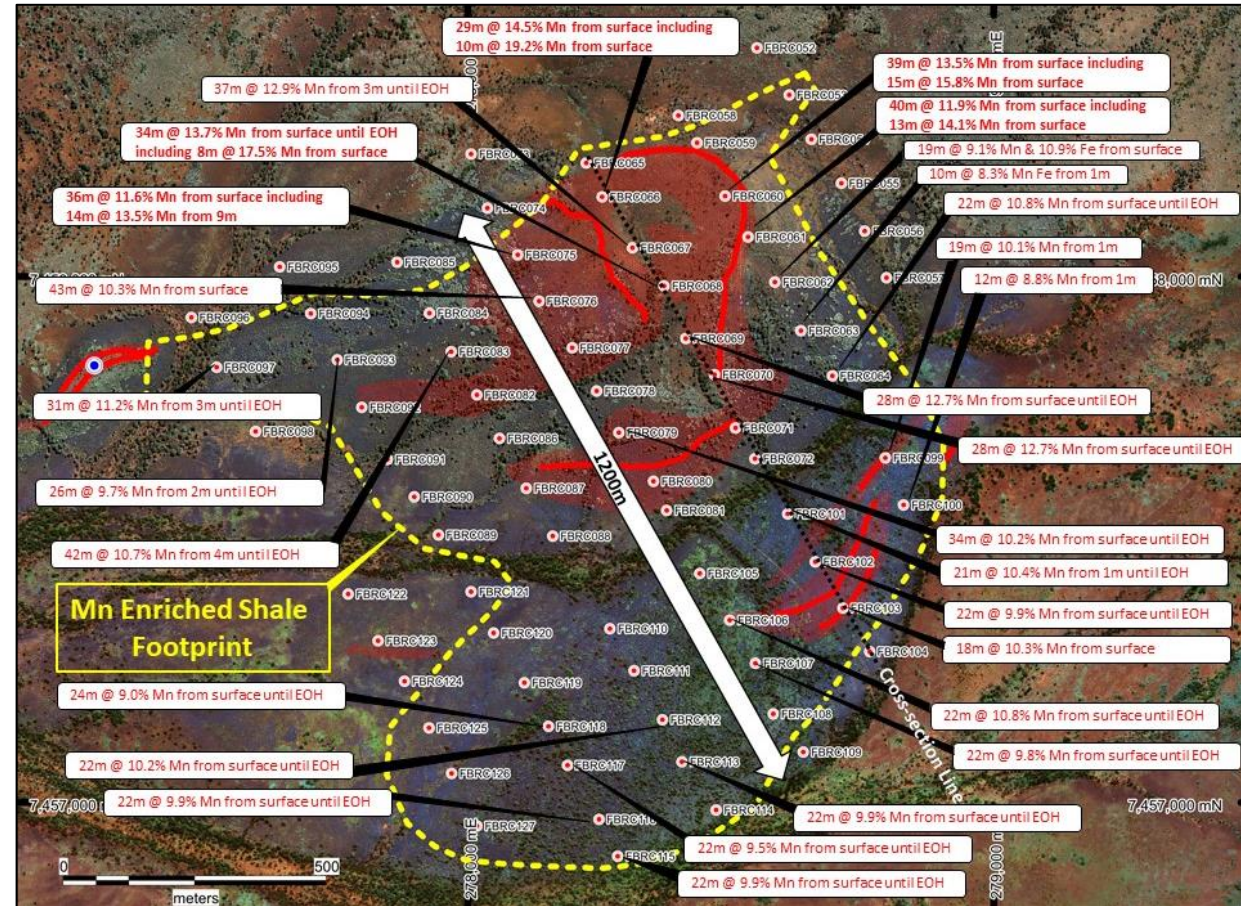 29m @ 14.5% Mn from surface including
10m @ 19.2% Mn from surface
FBRC052
39m @ 13.5% Mn from surface including
15m @ 15.8% Mn from surface
37m @ 12.9% Mn from 3m until EOH
40m @ 11.9% Mn from surface including
13m @ 14.1% Mn from surface
FBRC058
34m @ 13.7% Mn from surface until EOH
including 8m @ 17.5% Mn from surface
FBRC059
19m @ 9.1% Mn & 10.9% Fe from surface
FBRC065
10m @ 8.3% Mn Fe from 1m
FBRC055
36m @ 11.6% Mn from surface including
14m @ 13.5% Mn from 9m
FBRC074
FBRC066
FBRC060
22m @ 10.8% Mn from surface until EOH
FBRC056
FBRC061
FBRC067
19m @ 10.1% Mn from 1m
FBRC075
FBRC085
FBRC095
12m @ 8.8% Mn from 1m
43m @ 10.3% Mn from surface
FBRC076
FBRC068
FBRC062
FBRC096
FBRC094
FBRC084
FBRC063
FBRC069
FBRC077
FBRC083
FBRC093
FBRC097
FBRC070
FBRC064
FBRC078
FBRC082
31m @ 11.2% Mn from 3m until EOH
28m @ 12.7% Mn from surface until EOH
FBRC098
FBRC079
FBRC071
FBRC086
28m @ 12.7% Mn from surface until EOH
FBRC091
FBRC072
FBRC099
1200m
26m @ 9.7% Mn from 2m until EOH
FBRC090
FBRC087
FBRC080
FBRC081
FBRC101
FBRC100
FBRC089
FBRC088
34m @ 10.2% Mn from surface until EOH
42m @ 10.7% Mn from 4m until EOH
FBRC102
21m @ 10.4% Mn from 1m until EOH
FBRC105
Mn Enriched Shale
Footprint
FBRC122
FBRC121
22m @ 9.9% Mn from surface until EOH
FBRC103
FBRC106
FBRC120
FBRC110
FBRC123
18m @ 10.3% Mn from surface
FBRC104
FBRC107
FBRC111
FBRC124
FBRC119
24m @ 9.0% Mn from surface until EOH
Cross-section Line
22m @ 10.8% Mn from surface until EOH
FBRC108
FBRC112
FBRC118
FBRC125
22m @ 9.8% Mn from surface until EOH
FBRC109
22m @ 10.2% Mn from surface until EOH
FBRC113
FBRC117
FBRC126
22m @ 9.9% Mn from surface until EOH
7,457,000 mN
FBRC114
22m @ 9.9% Mn from surface until EOH
FBRC127
278,000 mE
279,000 mE
22m @ 9.5% Mn from surface until EOH
FBRC115
22m @ 9.9% Mn from surface until EOH
0
500
meters